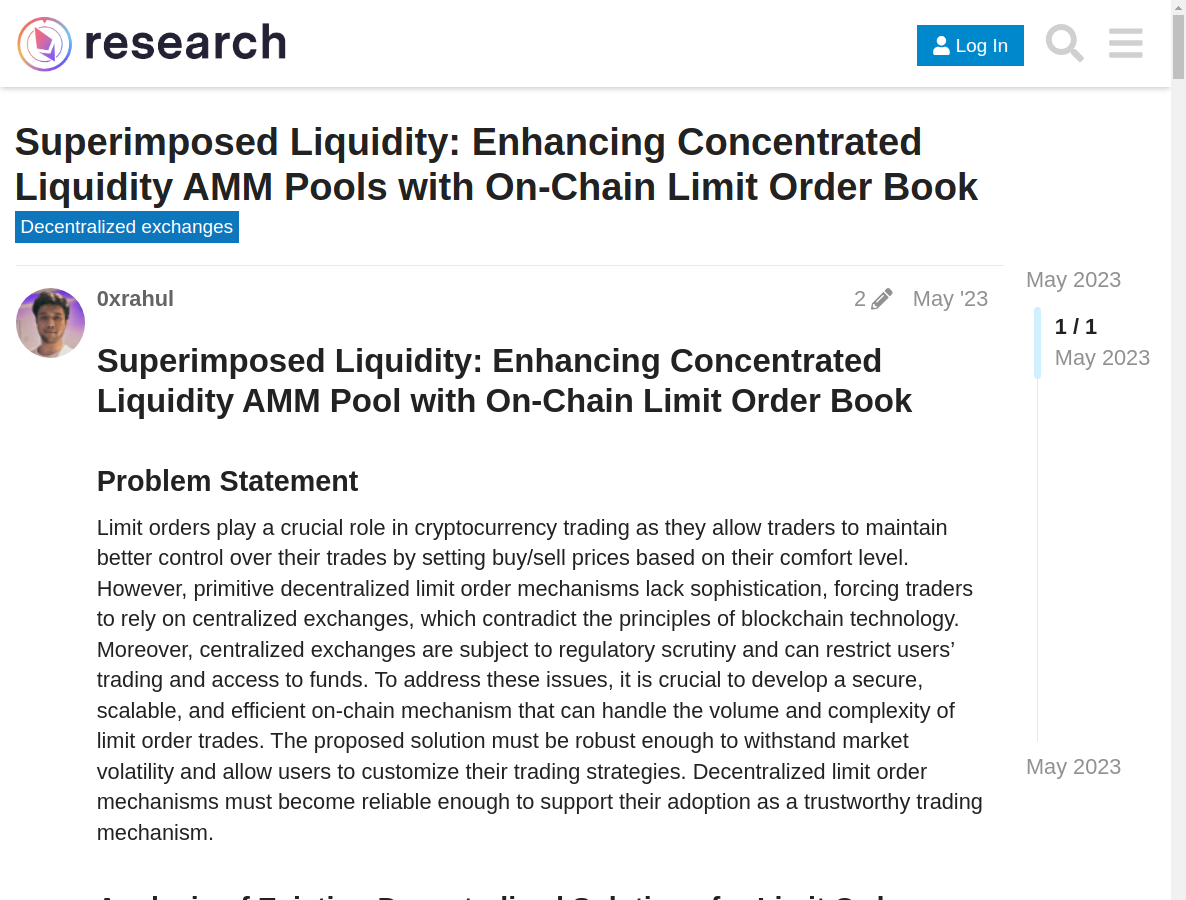 research
Log In
Superimposed Liquidity: Enhancing Concentrated
Liquidity AMM Pools with On-Chain Limit Order Book
Decentralized exchanges
0xrahul
2
May '23
May 2023
1 / 1
May 2023
Superimposed Liquidity: Enhancing Concentrated
Liquidity AMM Pool with On-Chain Limit Order Book
Problem Statement
Limit orders play a crucial role in cryptocurrency trading as they allow traders to maintain
better control over their trades by setting buy/sell prices based on their comfort level.
However, primitive decentralized limit order mechanisms lack sophistication, forcing traders
to rely on centralized exchanges, which contradict the principles of blockchain technology.
Moreover, centralized exchanges are subject to regulatory scrutiny and can restrict users’
trading and access to funds. To address these issues, it is crucial to develop a secure,
scalable, and efficient on-chain mechanism that can handle the volume and complexity of
limit order trades. The proposed solution must be robust enough to withstand market
volatility and allow users to customize their trading strategies. Decentralized limit order
mechanisms must become reliable enough to support their adoption as a trustworthy trading
mechanism.
May 2023